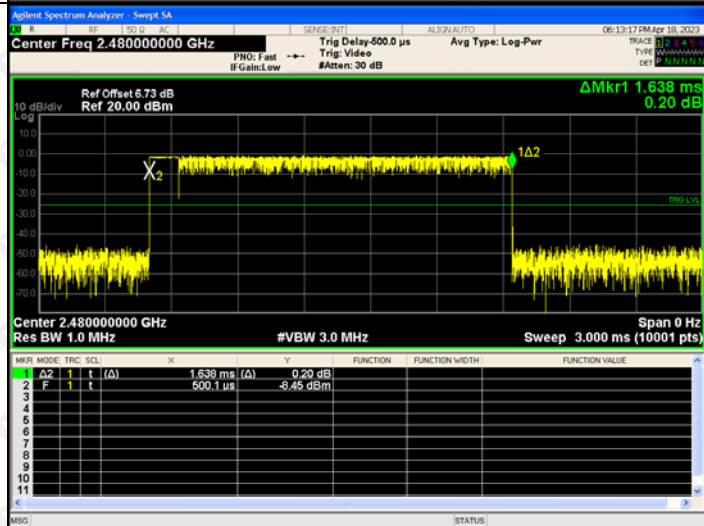 Agilent Spectrum Analyzer - Swept SA
R RF 50 Ω AC SENSE:INT ALIGN AUTO 06:13:17 PM Apr 18, 2023
Center Freq 2.480000000 GHz
PNO: Fast
IFGain:Low
Trig Delay-500.0 µs
Trig: Video
#Atten: 30 dB
Avg Type: Log-Pwr
TRACE 1 2 3 4 5 6
TYPE
DET P N N N N N
Ref Offset 6.73 dB
10 dB/div Ref 20.00 dBm
Log
ΔMkr1 1.638 ms
0.20 dB
10.0
0.00
-10.0
-20.0
-30.0
-40.0
-50.0
-60.0
-70.0
X2
1Δ2
TRIG LVL
Center 2.480000000 GHz Span 0 Hz
Res BW 1.0 MHz #VBW 3.0 MHz Sweep 3.000 ms (10001 pts)
MKR MODE TRC SCL X Y FUNCTION FUNCTION WIDTH FUNCTION VALUE
1 Δ2 1 t (Δ) 1.638 ms (Δ) 0.20 dB
2 F 1 t 500.1 µs -8.45 dBm
3
4
5
6
7
8
9
10
11
MSG STATUS